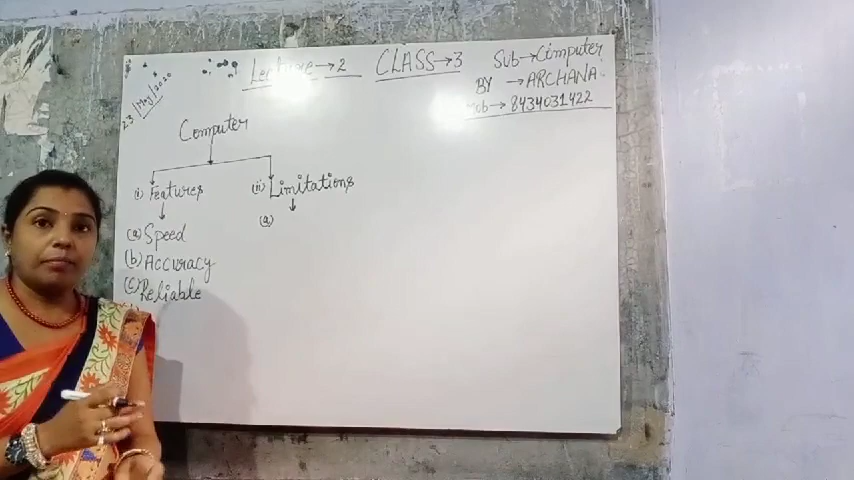 Lecture→2 CLASS→3 Sub→Computer
BY →ARCHANA
Mob→8434031422
23/May/2020
Computer
(i) Features (ii) Limitations
(a) Speed (a)
(b) Accuracy
(c) Reliable